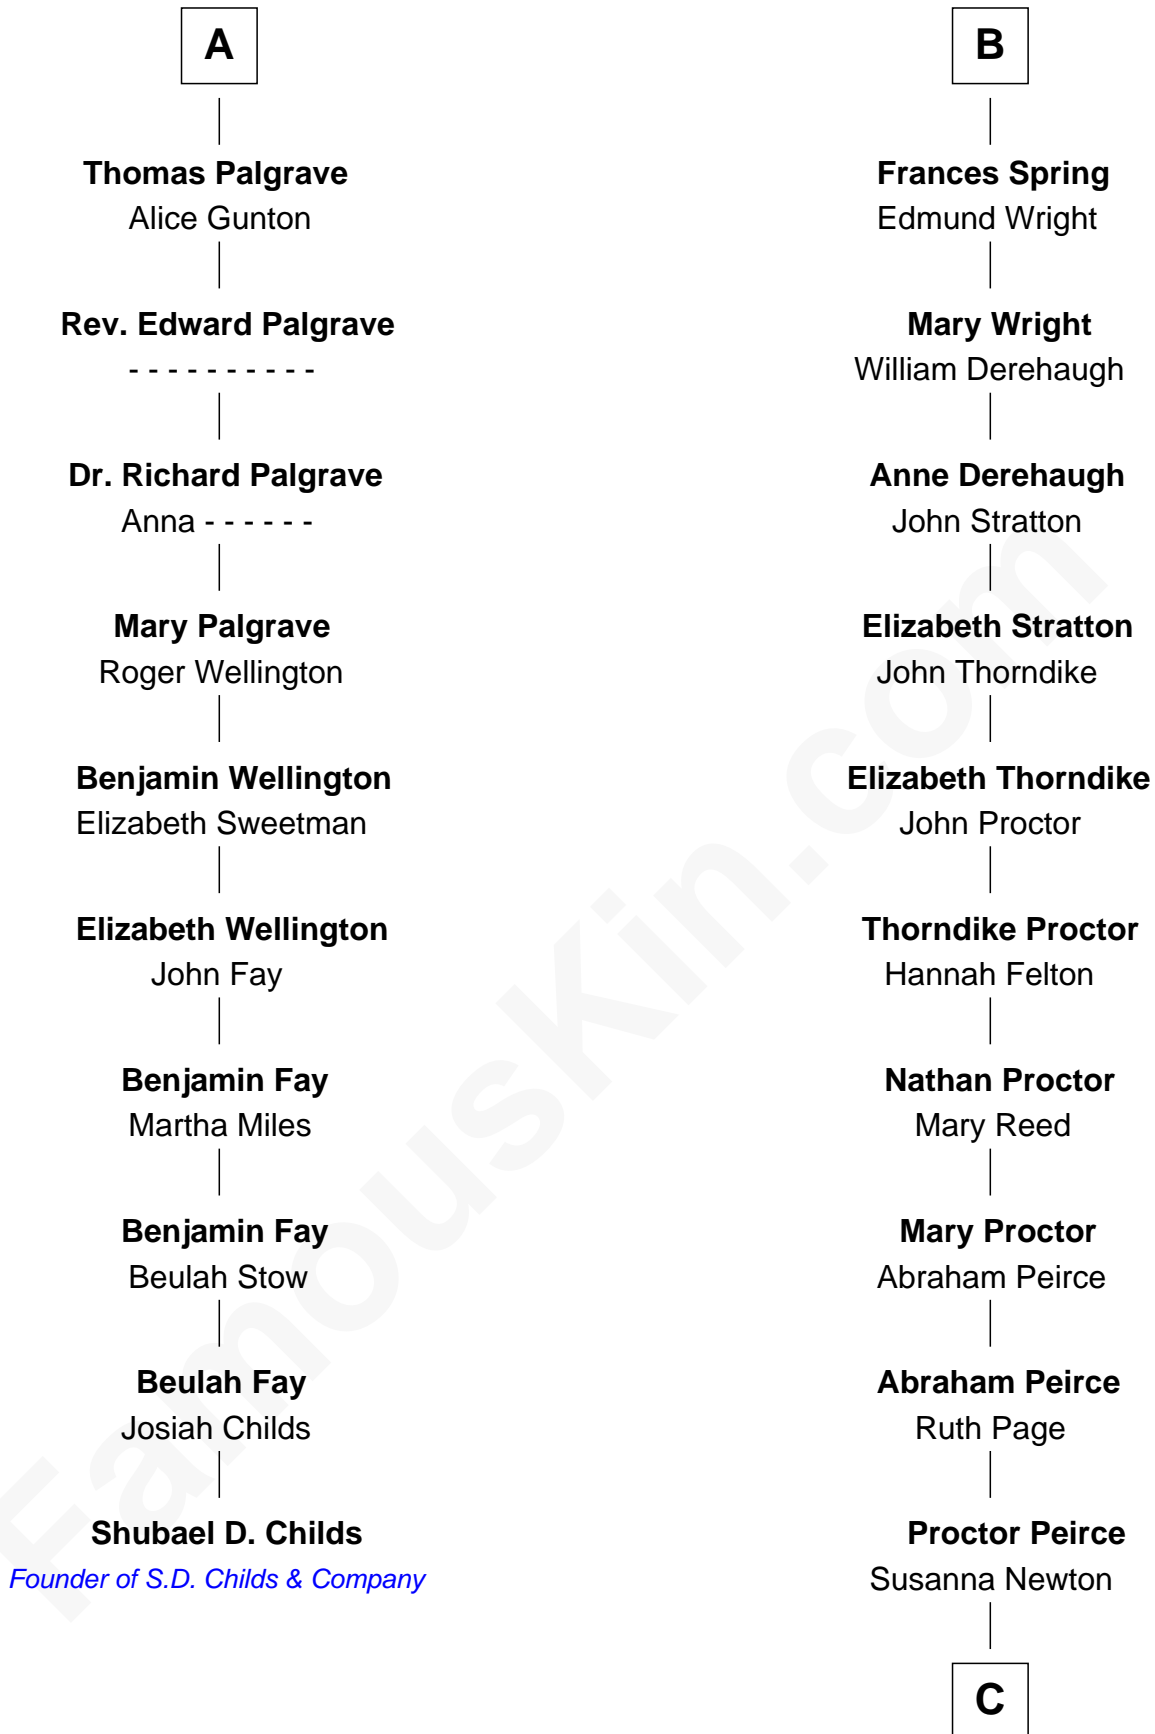 A
Thomas Palgrave
Alice Gunton
Rev. Edward Palgrave
- - - - - - - - - -
Dr. Richard Palgrave
Anna - - - - - -
Mary Palgrave
Roger Wellington
Benjamin Wellington
Elizabeth Sweetman
Elizabeth Wellington
John Fay
Benjamin Fay
Martha Miles
Benjamin Fay
Beulah Stow
Beulah Fay
Josiah Childs
Shubael D. Childs
Founder of S.D. Childs & Company
B
Frances Spring
Edmund Wright
Mary Wright
William Derehaugh
Anne Derehaugh
John Stratton
Elizabeth Stratton
John Thorndike
Elizabeth Thorndike
John Proctor
Thorndike Proctor
Hannah Felton
Nathan Proctor
Mary Reed
Mary Proctor
Abraham Peirce
Abraham Peirce
Ruth Page
Proctor Peirce
Susanna Newton
C
FamousKin.com